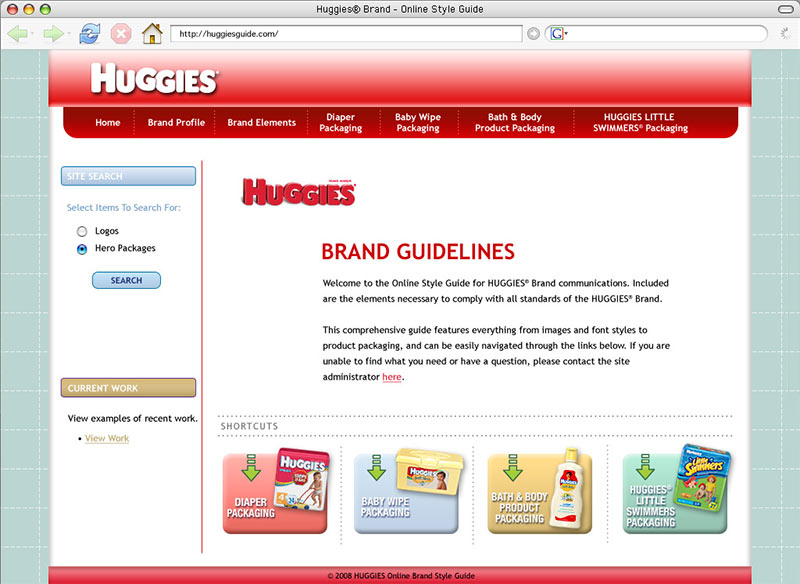 Huggies® Brand - Online Style Guide
http://huggiesguide.com/
G
HUGGIES®
Home
Brand Profile
Brand Elements
Diaper
Packaging
Baby Wipe
Packaging
Bath & Body
Product Packaging
HUGGIES LITTLE
SWIMMERS® Packaging
SITE SEARCH
Select Items To Search For:
Logos
Hero Packages
SEARCH
CURRENT WORK
View examples of recent work.
• View Work
HUGGIES®
BRAND GUIDELINES
Welcome to the Online Style Guide for HUGGIES® Brand communications. Included
are the elements necessary to comply with all standards of the HUGGIES® Brand.
This comprehensive guide features everything from images and font styles to
product packaging, and can be easily navigated through the links below. If you are
unable to find what you need or have a question, please contact the site
administrator here.
SHORTCUTS
HUGGIES
4
DIAPER
PACKAGING
HUGGIES
BABY WIPE
PACKAGING
HUGGIES
BATH & BODY
PRODUCT
PACKAGING
Little
Swimmers
HUGGIES®
LITTLE
SWIMMERS
PACKAGING
© 2008 HUGGIES Online Brand Style Guide